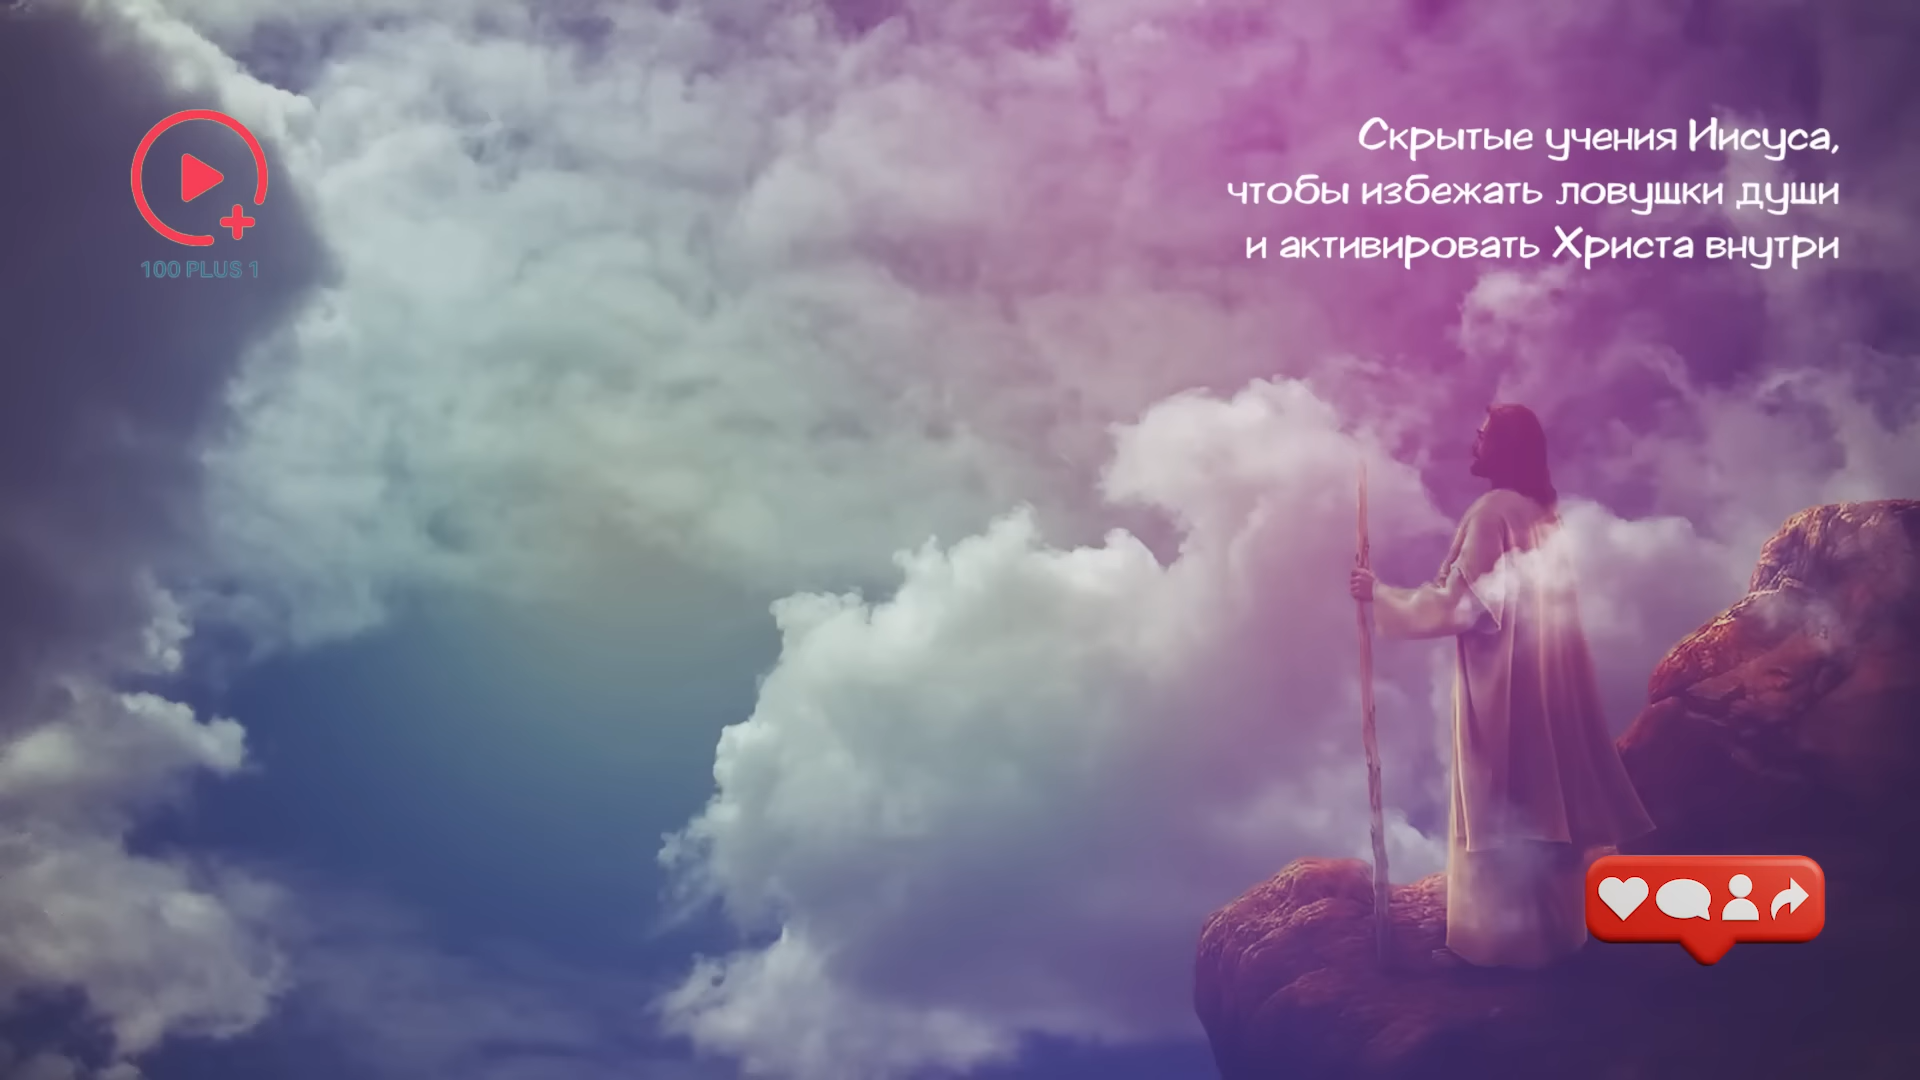 100 PLUS 1
Скрытые учения Иисуса,
чтобы избежать ловушки души
и активировать Христа внутри